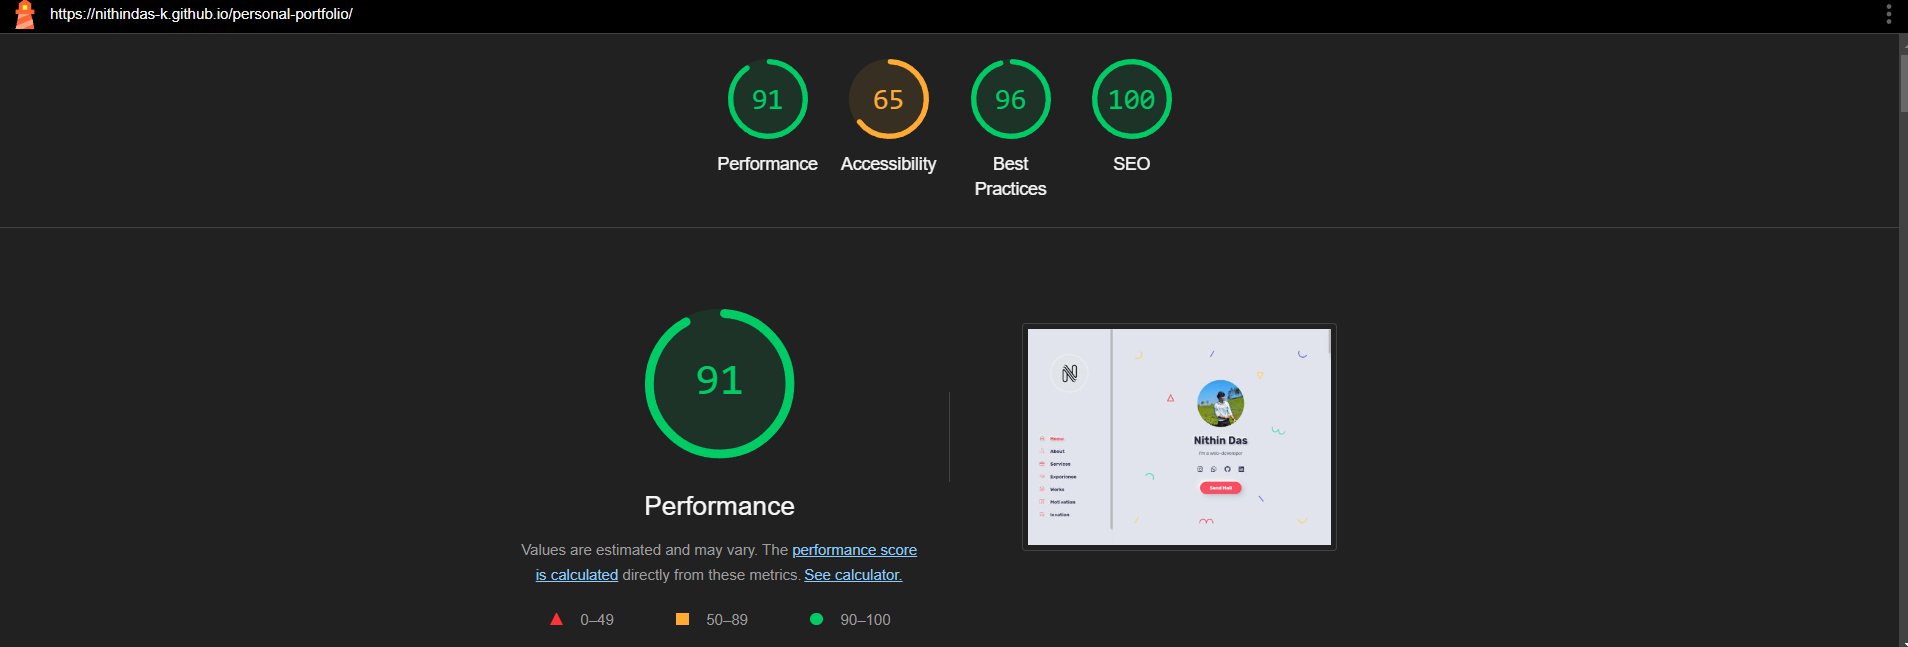 https://nithindas-k.github.io/personal-portfolio/
91
65
96
100
Performance
Accessibility
Best
Practices
SEO
91
Performance
Values are estimated and may vary. The performance score
is calculated directly from these metrics. See calculator.
0–49
50–89
90–100
N
Home
About
Services
Experience
Works
Motivation
location
Nithin Das
I'm a web-developer
Send Mail